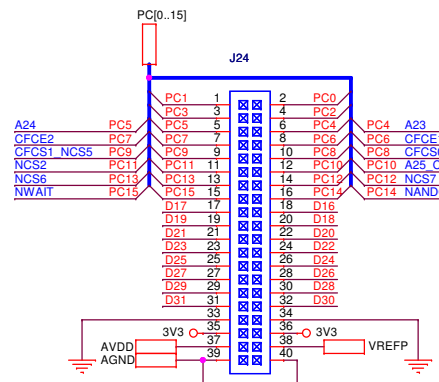 PC[0..15]
J24
PC1 1 2 PC0
PC3 3 4 PC2
A24 PC5 PC5 5 6 PC4 PC4 A23
CFCE2 PC7 PC7 7 8 PC6 PC6 CFCE
CFCS1_NCS5 PC9 PC9 9 10 PC8 PC8 CFCS
NCS2 PC11 PC11 11 12 PC10 PC10 A25_C
NCS6 PC13 PC13 13 14 PC12 PC12 NCS7
NWAIT PC15 PC15 15 16 PC14 PC14 NAND
D17 17 18 D16
D19 19 20 D18
D21 21 22 D20
D23 23 24 D22
D25 25 26 D24
D27 27 28 D26
D29 29 30 D28
D31 31 32 D30
33 34
3V3 35 36 3V3
AVDD 37 38 VREFP
AGND 39 40